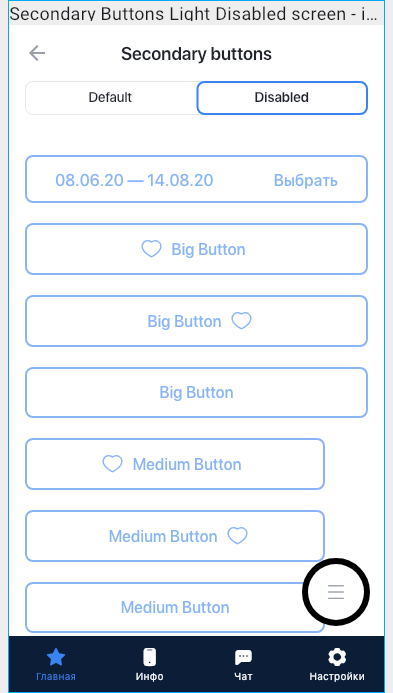 Secondary Buttons Light Disabled screen - i...
Secondary buttons
Default Disabled
08.06.20 — 14.08.20 Выбрать
Big Button
Big Button
Big Button
Medium Button
Medium Button
Medium Button
Главная Инфо Чат Настройки